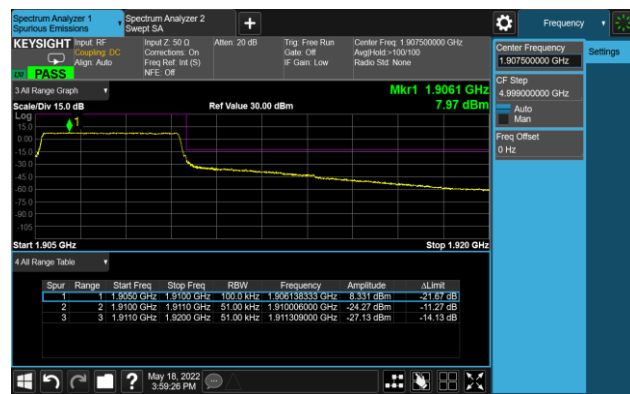 Spectrum Analyzer 1
Spurious Emissions
Spectrum Analyzer 2
Swept SA
+
Frequency
KEYSIGHT
Input: RF
Coupling: DC
Align: Auto
Input Z: 50 Ω
Corrections: On
Freq Ref: Int (S)
NFE: Off
Atten: 20 dB
Trig: Free Run
Gate: Off
IF Gain: Low
Center Freq: 1.907500000 GHz
Avg|Hold:>100/100
Radio Std: None
PASS
Center Frequency
1.907500000 GHz
Settings
CF Step
4.999000000 MHz
Auto
Man
Freq Offset
0 Hz
3 All Range Graph
Mkr1 1.9061 GHz
7.97 dBm
Scale/Div 15.0 dB
Ref Value 30.00 dBm
Log
1
15.0
0.00
-15.0
-30.0
-45.0
-60.0
-75.0
-90.0
-105
Start 1.905 GHz
Stop 1.920 GHz
4 All Range Table
Spur Range Start Freq Stop Freq RBW Frequency Amplitude ΔLimit
1 1 1.9050 GHz 1.9100 GHz 100.0 kHz 1.906138333 GHz 8.331 dBm -21.67 dB
2 2 1.9100 GHz 1.9110 GHz 51.00 kHz 1.910006000 GHz -24.27 dBm -11.27 dB
3 3 1.9110 GHz 1.9200 GHz 51.00 kHz 1.911309000 GHz -27.13 dBm -14.13 dB
?
May 18, 2022
3:59:26 PM